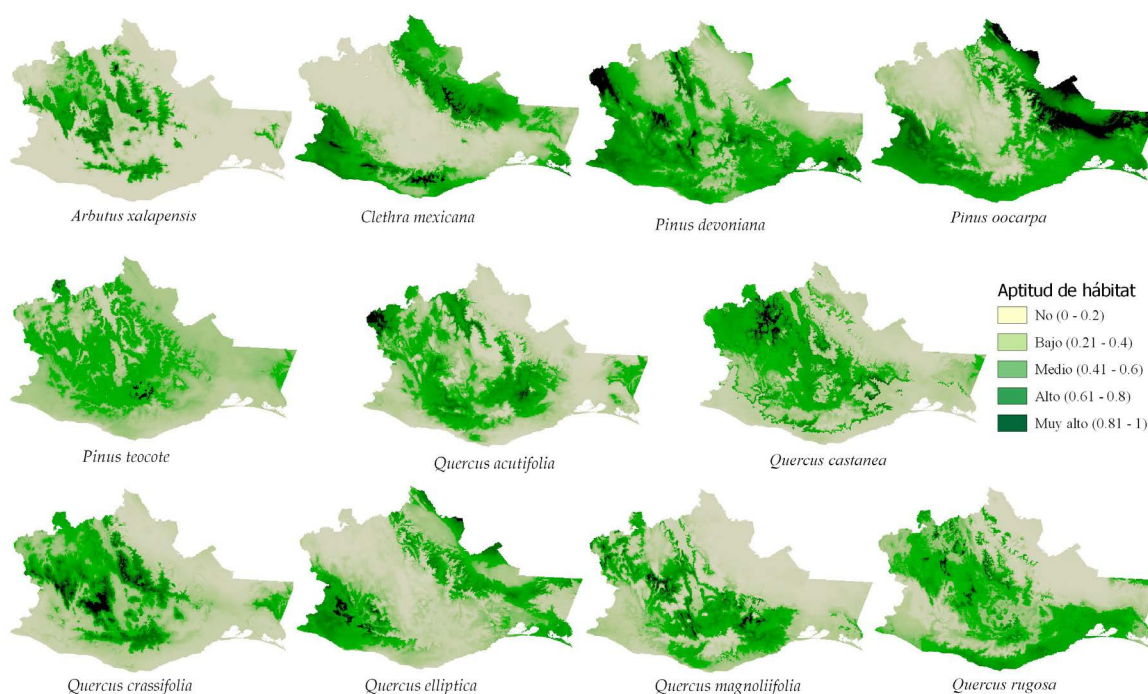 Arbutus xalapensis
Clethra mexicana
Pinus devoniana
Pinus oocarpa
Pinus teocote
Quercus acutifolia
Quercus castanea
Aptitud de hábitat
No (0 - 0.2)
Bajo (0.21 - 0.4)
Medio (0.41 - 0.6)
Alto (0.61 - 0.8)
Muy alto (0.81 - 1)
Quercus crassifolia
Quercus elliptica
Quercus magnoliifolia
Quercus rugosa